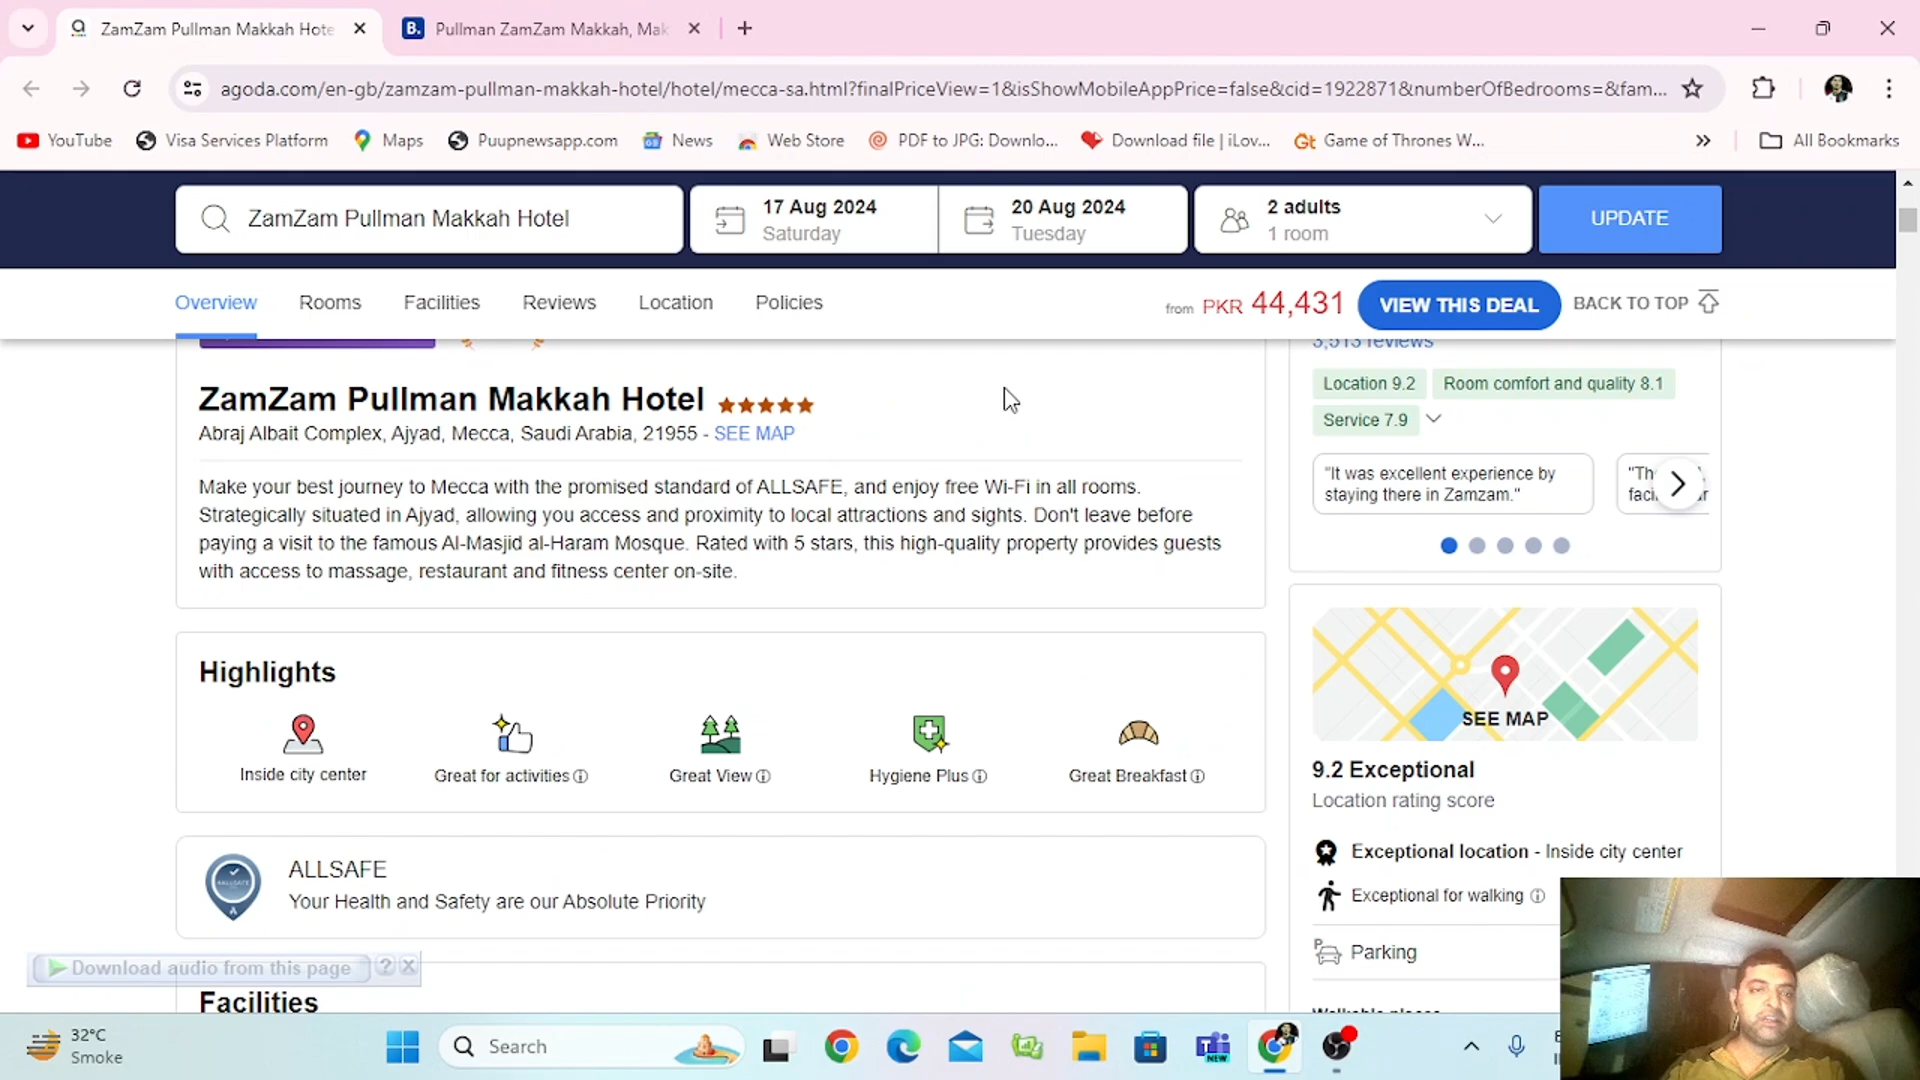 ZamZam Pullman Makkah Hote
Pullman ZamZam Makkah, Mak
agoda.com/en-gb/zamzam-pullman-makkah-hotel/hotel/mecca-sa.html?finalPriceView=1&isShowMobileAppPrice=false&cid=1922871&numberOfBedrooms=&fam...
YouTube
Visa Services Platform
Maps
Puupnewsapp.com
News
Web Store
PDF to JPG: Downlo...
Download file | iLov...
Game of Thrones W...
All Bookmarks
ZamZam Pullman Makkah Hotel
17 Aug 2024
Saturday
20 Aug 2024
Tuesday
2 adults
1 room
UPDATE
Overview
Rooms
Facilities
Reviews
Location
Policies
from PKR 44,431
VIEW THIS DEAL
BACK TO TOP
3,513 reviews
ZamZam Pullman Makkah Hotel
Abraj Albait Complex, Ajyad, Mecca, Saudi Arabia, 21955 - SEE MAP
Make your best journey to Mecca with the promised standard of ALLSAFE, and enjoy free Wi-Fi in all rooms.
Strategically situated in Ajyad, allowing you access and proximity to local attractions and sights. Don't leave before
paying a visit to the famous Al-Masjid al-Haram Mosque. Rated with 5 stars, this high-quality property provides guests
with access to massage, restaurant and fitness center on-site.
Location 9.2
Room comfort and quality 8.1
Service 7.9
"It was excellent experience by
staying there in Zamzam."
Highlights
Inside city center
Great for activities
Great View
Hygiene Plus
Great Breakfast
SEE MAP
9.2 Exceptional
Location rating score
Exceptional location - Inside city center
Exceptional for walking
Parking
ALLSAFE
Your Health and Safety are our Absolute Priority
Download audio from this page
Facilities
32°C
Smoke
Search
NEW